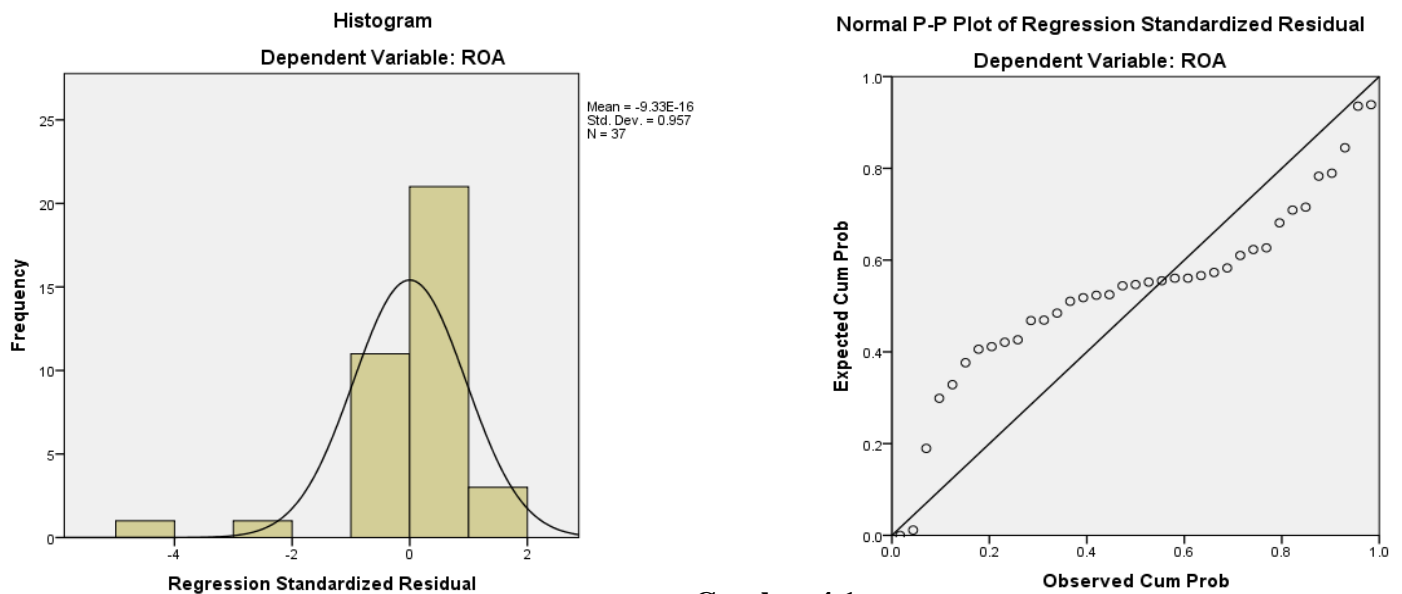 Histogram
Dependent Variable: ROA
Mean = -9.33E-16
Std. Dev. = 0.957
N = 37
25
20
15
10
5
0
Frequency
-4 -2 0 2
Regression Standardized Residual
Normal P-P Plot of Regression Standardized Residual
Dependent Variable: ROA
1.0
0.8
0.6
0.4
0.2
0.0
Expected Cum Prob
0.0 0.2 0.4 0.6 0.8 1.0
Observed Cum Prob